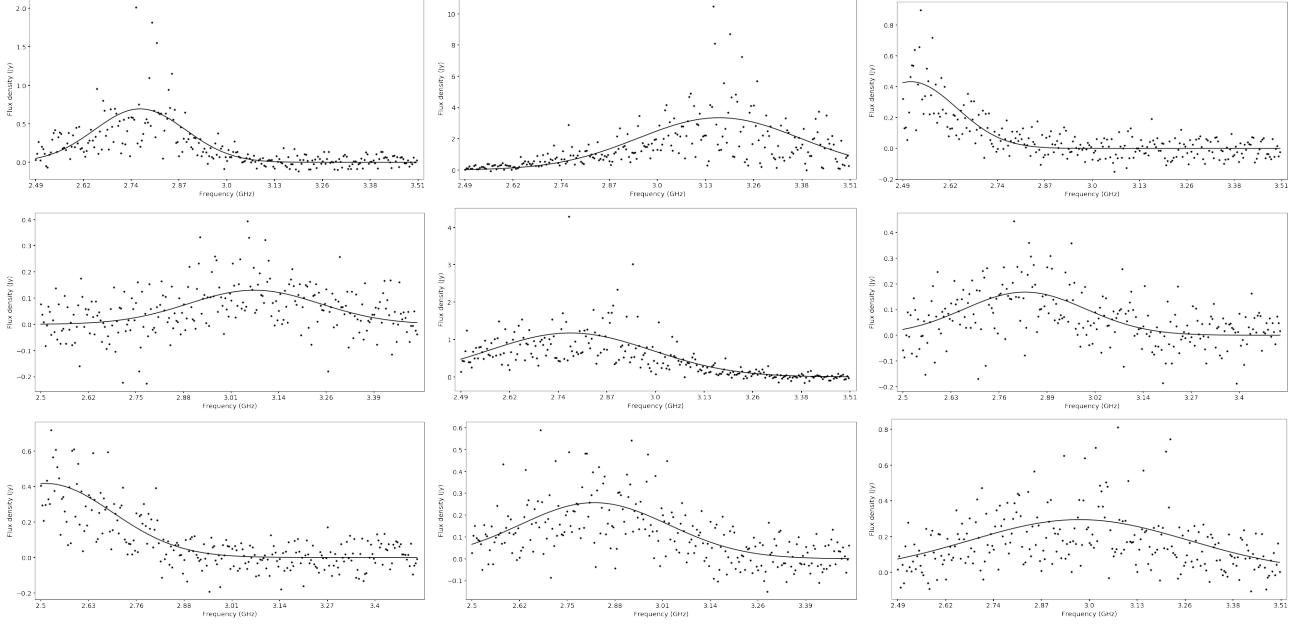 2.0
1.5
1.0
0.5
0.0
Flux density (Jy)
2.49 2.62 2.74 2.87 3.0 3.13 3.26 3.38 3.51
Frequency (GHz)
10
8
6
4
2
0
Flux density (Jy)
2.49 2.62 2.74 2.87 3.0 3.13 3.26 3.38 3.51
Frequency (GHz)
0.8
0.6
0.4
0.2
0.0
−0.2
Flux density (Jy)
2.49 2.62 2.74 2.87 3.0 3.13 3.26 3.38 3.51
Frequency (GHz)
0.4
0.3
0.2
0.1
0.0
−0.1
−0.2
Flux density (Jy)
2.5 2.62 2.75 2.88 3.01 3.14 3.26 3.39
Frequency (GHz)
4
3
2
1
0
Flux density (Jy)
2.49 2.62 2.74 2.87 3.0 3.13 3.26 3.38 3.51
Frequency (GHz)
0.4
0.3
0.2
0.1
0.0
−0.1
−0.2
Flux density (Jy)
2.5 2.63 2.76 2.89 3.02 3.14 3.27 3.4
Frequency (GHz)
0.6
0.4
0.2
0.0
−0.2
Flux density (Jy)
2.5 2.63 2.76 2.88 3.01 3.14 3.27 3.4
Frequency (GHz)
0.6
0.5
0.4
0.3
0.2
0.1
0.0
−0.1
Flux density (Jy)
2.5 2.62 2.75 2.88 3.01 3.14 3.26 3.39
Frequency (GHz)
0.8
0.6
0.4
0.2
0.0
Flux density (Jy)
2.49 2.62 2.74 2.87 3.0 3.13 3.26 3.38 3.51
Frequency (GHz)